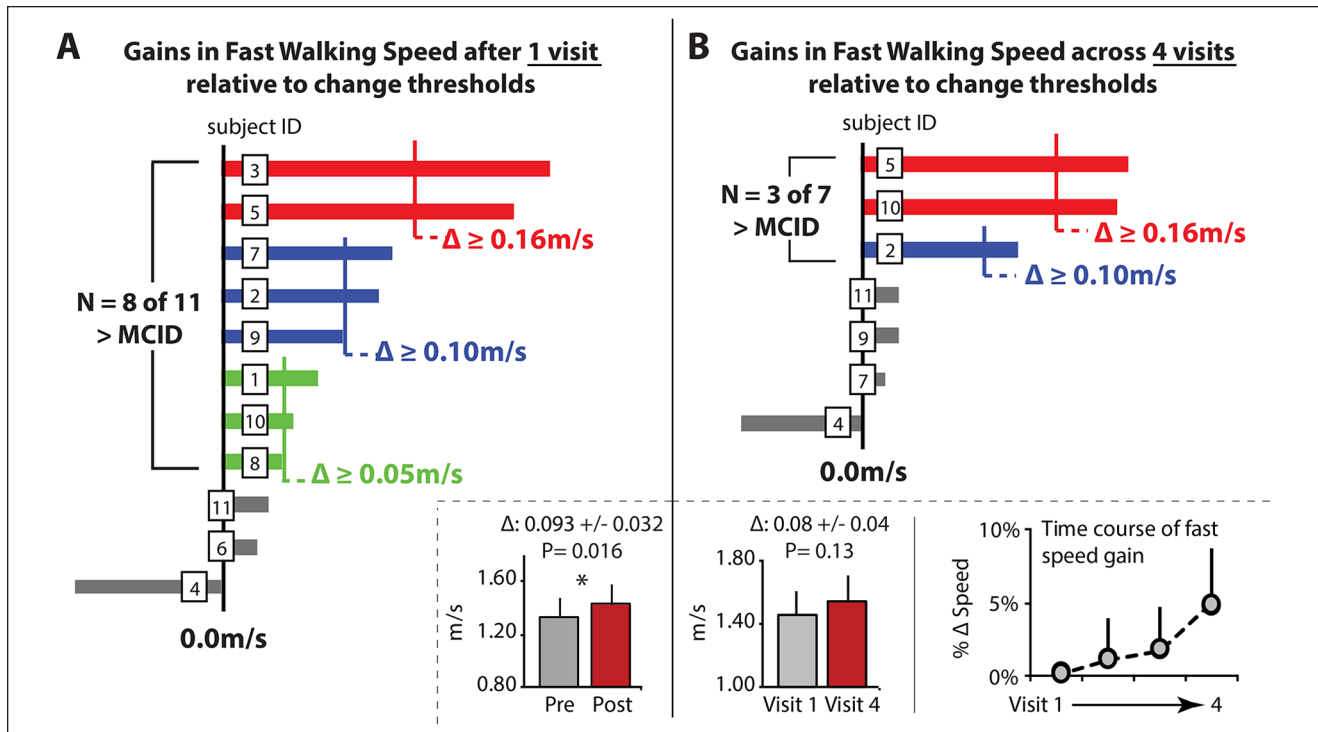 A
Gains in Fast Walking Speed after 1 visit
relative to change thresholds
subject ID
3
5
Δ ≥ 0.16m/s
7
2
9
Δ ≥ 0.10m/s
1
10
8
Δ ≥ 0.05m/s
11
6
4
N = 8 of 11
> MCID
0.0m/s
Δ: 0.093 +/- 0.032
P= 0.016
*
1.60
1.20
0.80
m/s
Pre Post
B
Gains in Fast Walking Speed across 4 visits
relative to change thresholds
subject ID
5
10
Δ ≥ 0.16m/s
2
Δ ≥ 0.10m/s
11
9
7
4
N = 3 of 7
> MCID
0.0m/s
Δ: 0.08 +/- 0.04
P= 0.13
1.80
1.40
1.00
m/s
Visit 1 Visit 4
Time course of fast
speed gain
10%
5%
0%
% Δ Speed
Visit 1 4